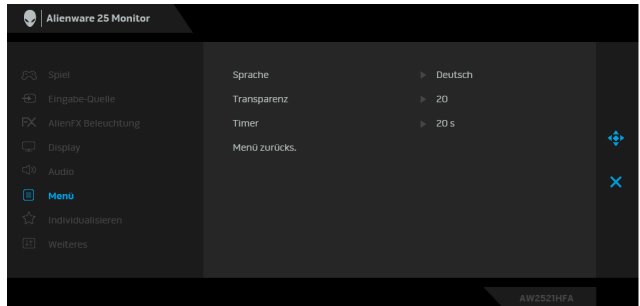 Alienware 25 Monitor
Spiel
Eingabe-Quelle
FX AlienFX Beleuchtung
Display
Audio
Menü
Individualisieren
Weiteres
Sprache Deutsch
Transparenz 20
Timer 20 s
Menü zurücks.
AW2521HFA